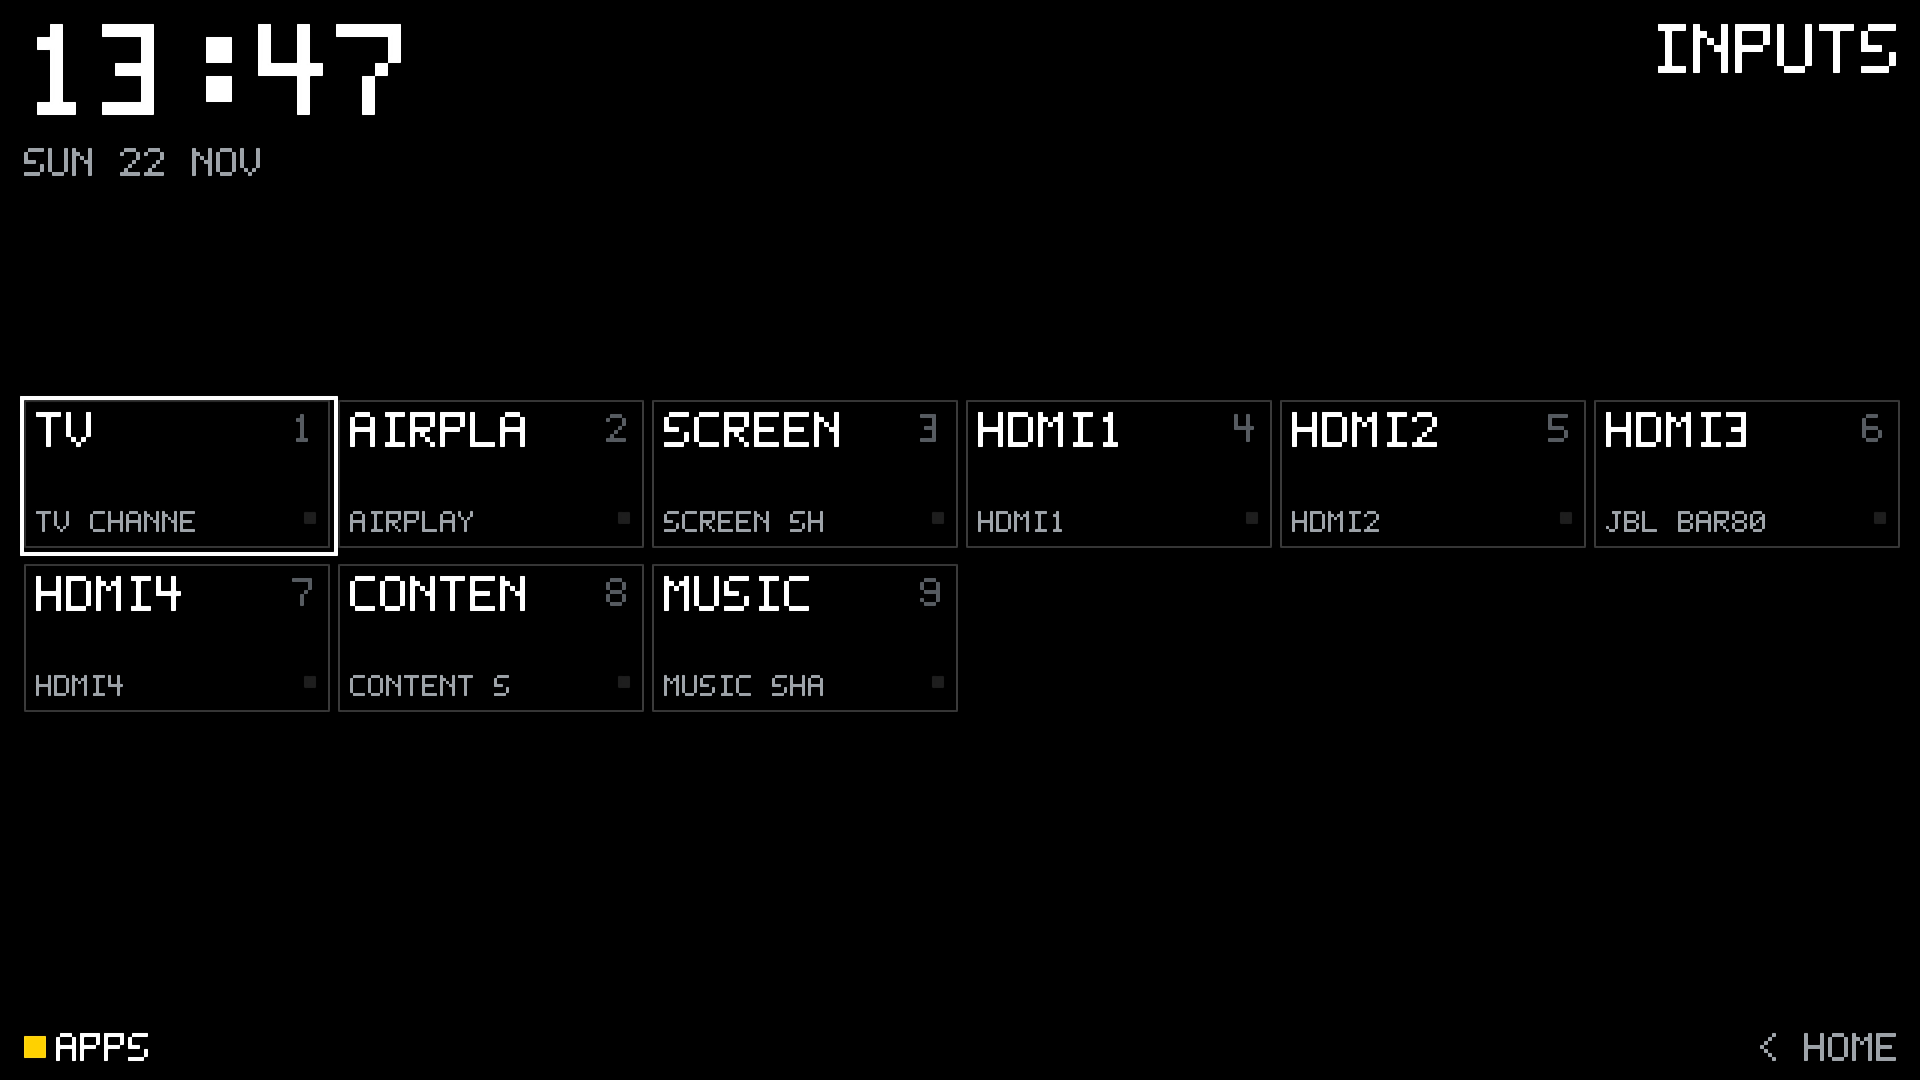 13:47
INPUTS
SUN 22 NOV
TV 1
TV CHANNE
AIRPLA 2
AIRPLAY
SCREEN 3
SCREEN SH
HDMI1 4
HDMI1
HDMI2 5
HDMI2
HDMI3 6
JBL BAR80
HDMI4 7
HDMI4
CONTEN 8
CONTENT S
MUSIC 9
MUSIC SHA
APPS
< HOME